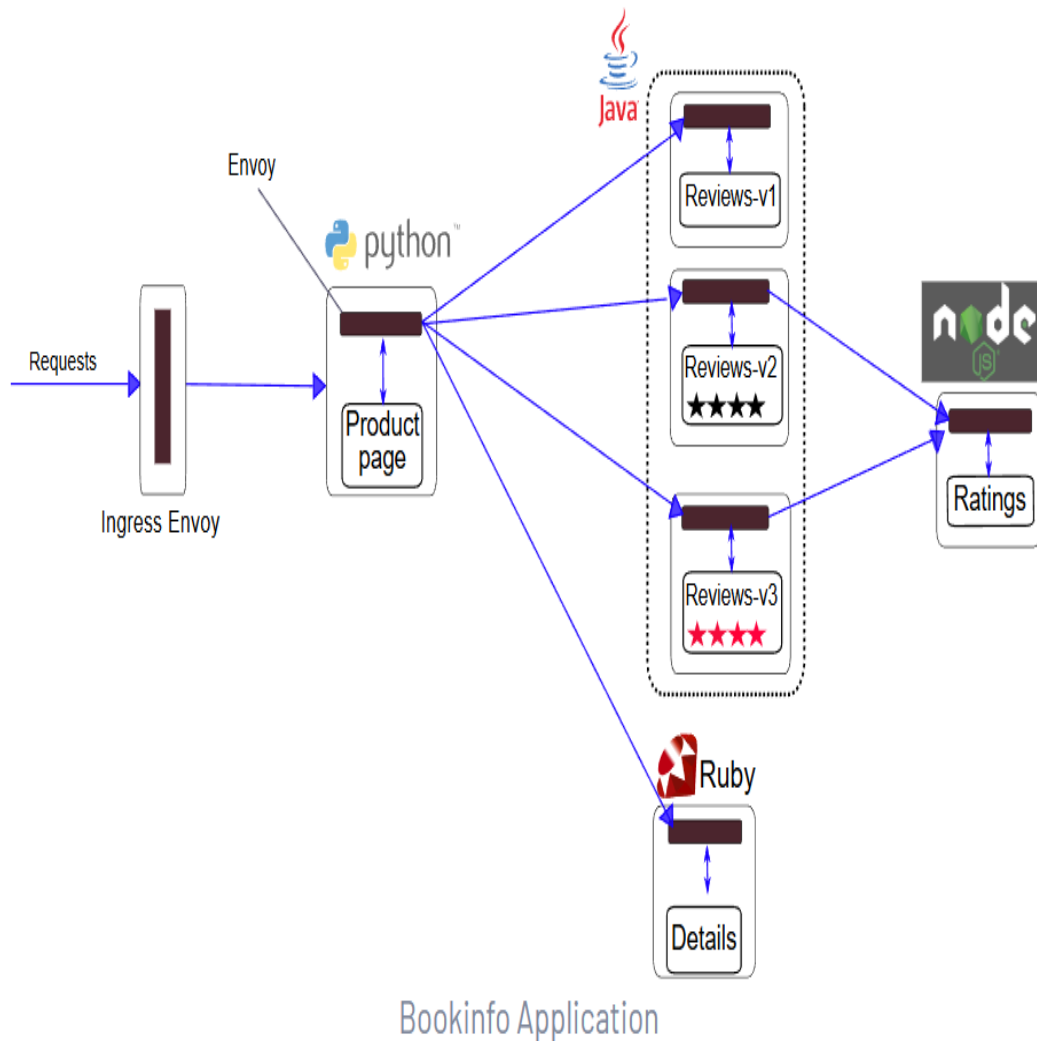 Java
Envoy
python™
Reviews-v1
Requests
Product
page
Reviews-v2
node
JS
Ingress Envoy
Ratings
Reviews-v3
Ruby
Details
Bookinfo Application